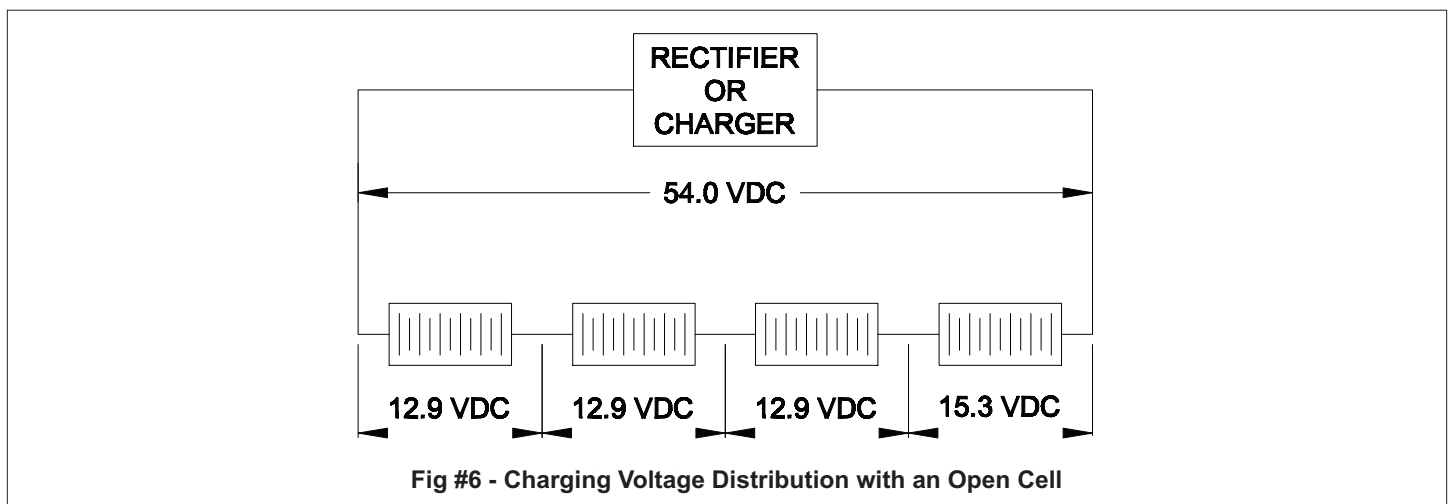 RECTIFIER
OR
CHARGER
54.0 VDC
12.9 VDC
12.9 VDC
12.9 VDC
15.3 VDC
Fig #6 - Charging Voltage Distribution with an Open Cell